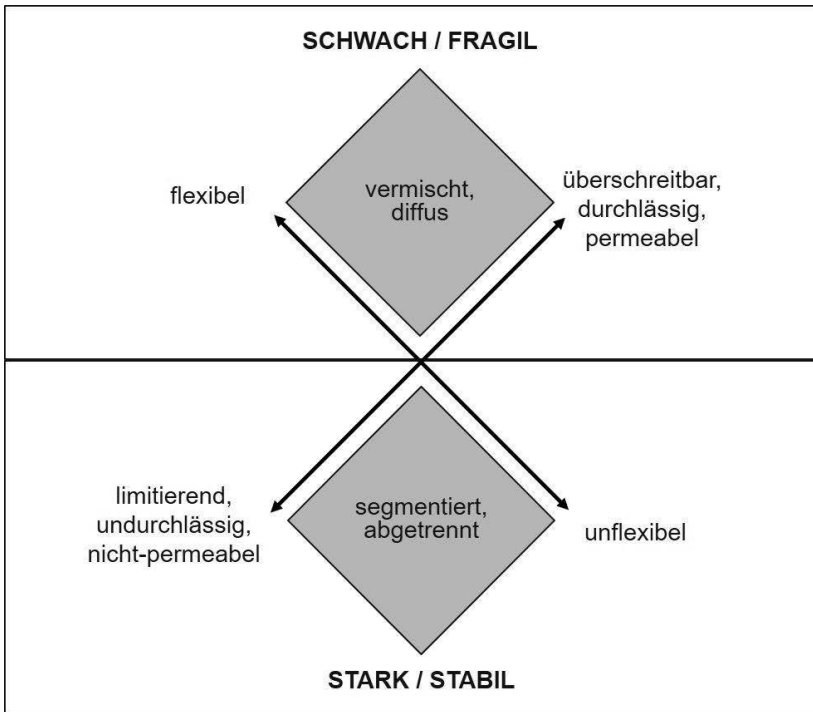 SCHWACH / FRAGIL
flexibel
vermischt,
diffus
überschreitbar,
durchlässig,
permeabel
limitierend,
undurchlässig,
nicht-permeabel
segmentiert,
abgetrennt
unflexibel
STARK / STABIL